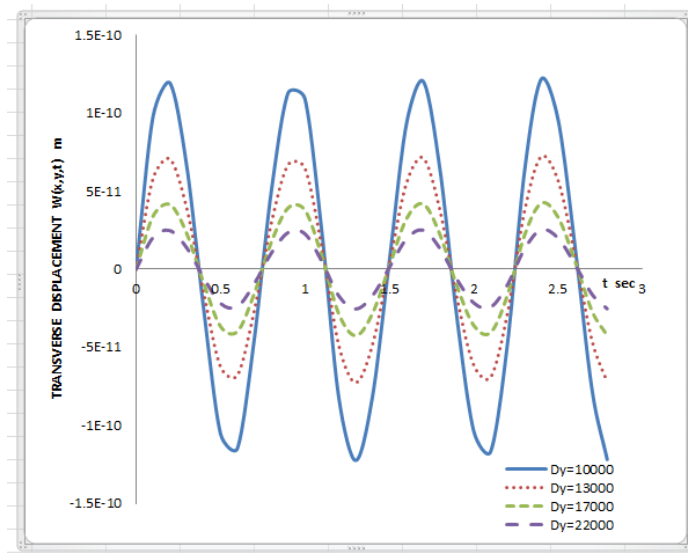 TRANSVERSE DISPLACEMENT W(x,y,t) m
1.5E-10
1E-10
5E-11
0
-5E-11
-1E-10
-1.5E-10
0
0.5
1
1.5
2
2.5
3
t sec
Dy=10000
Dy=13000
Dy=17000
Dy=22000